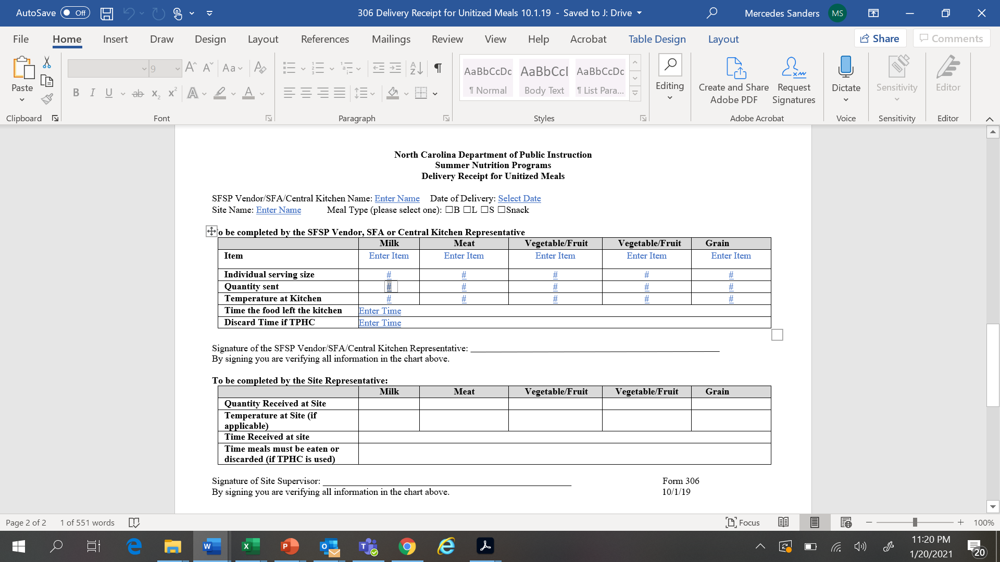 AutoSave Off
306 Delivery Receipt for Unitized Meals 10.1.19 - Saved to J: Drive
Mercedes Sanders MS
File Home Insert Draw Design Layout References Mailings Review View Help Acrobat Table Design Layout Share Comments
9 Aa
AaBbCcDc AaBbCcI AaBbCcDc
¶ Normal Body Text ¶ List Para...
Paste
B I U ab x₂ x² A A
Editing
Create and Share Adobe PDF
Request Signatures
Dictate
Sensitivity
Editor
Clipboard Font Paragraph Styles Adobe Acrobat Voice Sensitivity Editor
North Carolina Department of Public Instruction
Summer Nutrition Programs
Delivery Receipt for Unitized Meals
SFSP Vendor/SFA/Central Kitchen Name: Enter Name Date of Delivery: Select Date
Site Name: Enter Name Meal Type (please select one): ☐B ☐L ☐S ☐Snack
o be completed by the SFSP Vendor, SFA or Central Kitchen Representative
Milk Meat Vegetable/Fruit Vegetable/Fruit Grain
Item Enter Item Enter Item Enter Item Enter Item Enter Item
Individual serving size # # # # #
Quantity sent # # # # #
Temperature at Kitchen # # # # #
Time the food left the kitchen Enter Time
Discard Time if TPHC Enter Time
Signature of the SFSP Vendor/SFA/Central Kitchen Representative:
By signing you are verifying all information in the chart above.
To be completed by the Site Representative:
Milk Meat Vegetable/Fruit Vegetable/Fruit Grain
Quantity Received at Site
Temperature at Site (if
applicable)
Time Received at site
Time meals must be eaten or
discarded (if TPHC is used)
Signature of Site Supervisor: Form 306
By signing you are verifying all information in the chart above. 10/1/19
Page 2 of 2 1 of 551 words Focus 100%
11:20 PM
1/20/2021
20